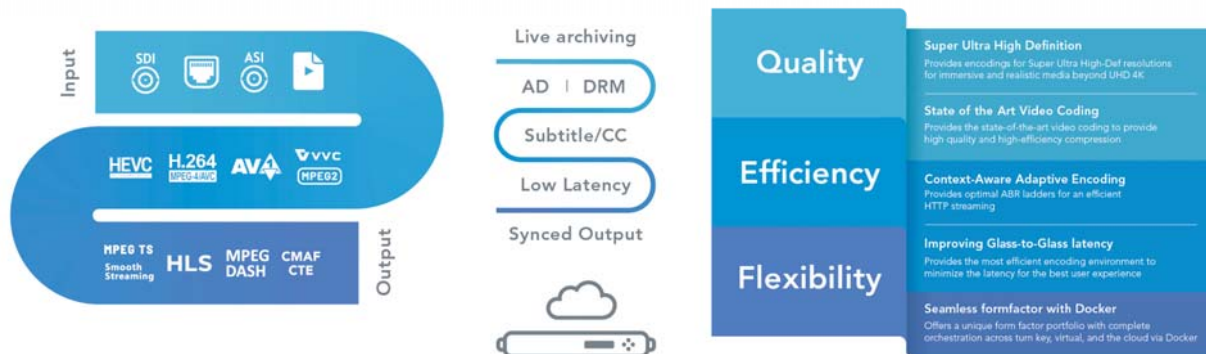 Input
SDI
ASI
HEVC
H.264
MPEG-4/AVC
AV1
VVC
MPEG2
MPEG TS
Smooth
Streaming
HLS
MPEG
DASH
CMAF
CTE
Output
Live archiving
AD | DRM
Subtitle/CC
Low Latency
Synced Output
Quality
Efficiency
Flexibility
Super Ultra High Definition
Provides encodings for Super Ultra High-Def resolutions
for immersive and realistic media beyond UHD 4K
State of the Art Video Coding
Provides the state-of-the-art video coding to provide
high quality and high-efficiency compression
Context-Aware Adaptive Encoding
Provides optimal ABR ladders for an efficient
HTTP streaming
Improving Glass-to-Glass latency
Provides the most efficient encoding environment to
minimize the latency for the best user experience
Seamless formfactor with Docker
Offers a unique form factor portfolio with complete
orchestration across turn key, virtual, and the cloud via Docker